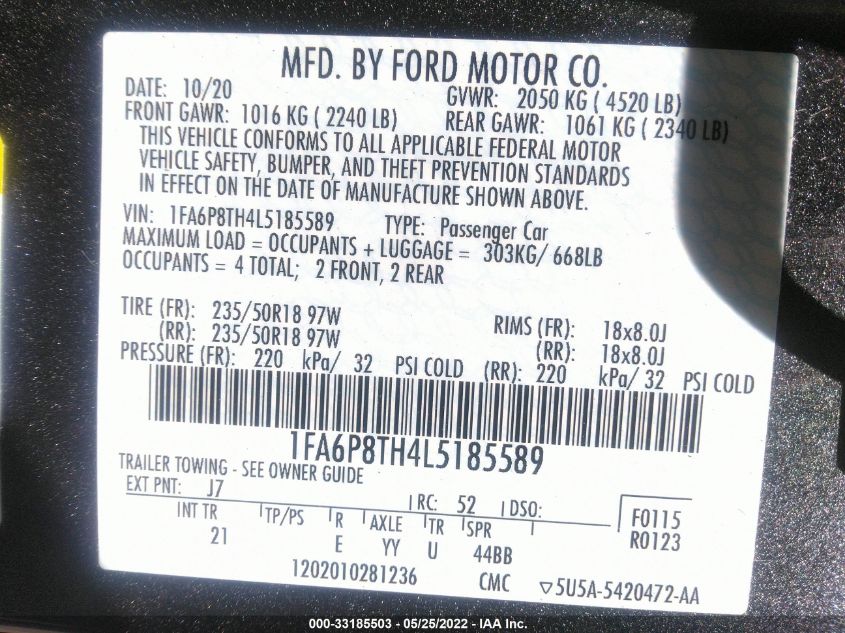 MFD. BY FORD MOTOR CO.
DATE: 10/20 GVWR: 2050 KG ( 4520 LB)
FRONT GAWR: 1016 KG ( 2240 LB) REAR GAWR: 1061 KG ( 2340 LB)
THIS VEHICLE CONFORMS TO ALL APPLICABLE FEDERAL MOTOR
VEHICLE SAFETY, BUMPER, AND THEFT PREVENTION STANDARDS
IN EFFECT ON THE DATE OF MANUFACTURE SHOWN ABOVE.
VIN: 1FA6P8TH4L5185589 TYPE: Passenger Car
MAXIMUM LOAD = OCCUPANTS + LUGGAGE = 303KG/ 668LB
OCCUPANTS = 4 TOTAL; 2 FRONT, 2 REAR
TIRE (FR): 235/50R18 97W RIMS (FR): 18x8.0J
(RR): 235/50R18 97W (RR): 18x8.0J
PRESSURE (FR): 220 kPa/ 32 PSI COLD (RR): 220 kPa/ 32 PSI COLD
1FA6P8TH4L5185589
TRAILER TOWING - SEE OWNER GUIDE
EXT PNT: J7 RC: 52 DSO:
INT TR TP/PS R AXLE TR SPR F0115
21 E YY U 44BB R0123
1202010281236 CMC ▽5U5A-5420472-AA
000-33185503 - 05/25/2022 - IAA Inc.